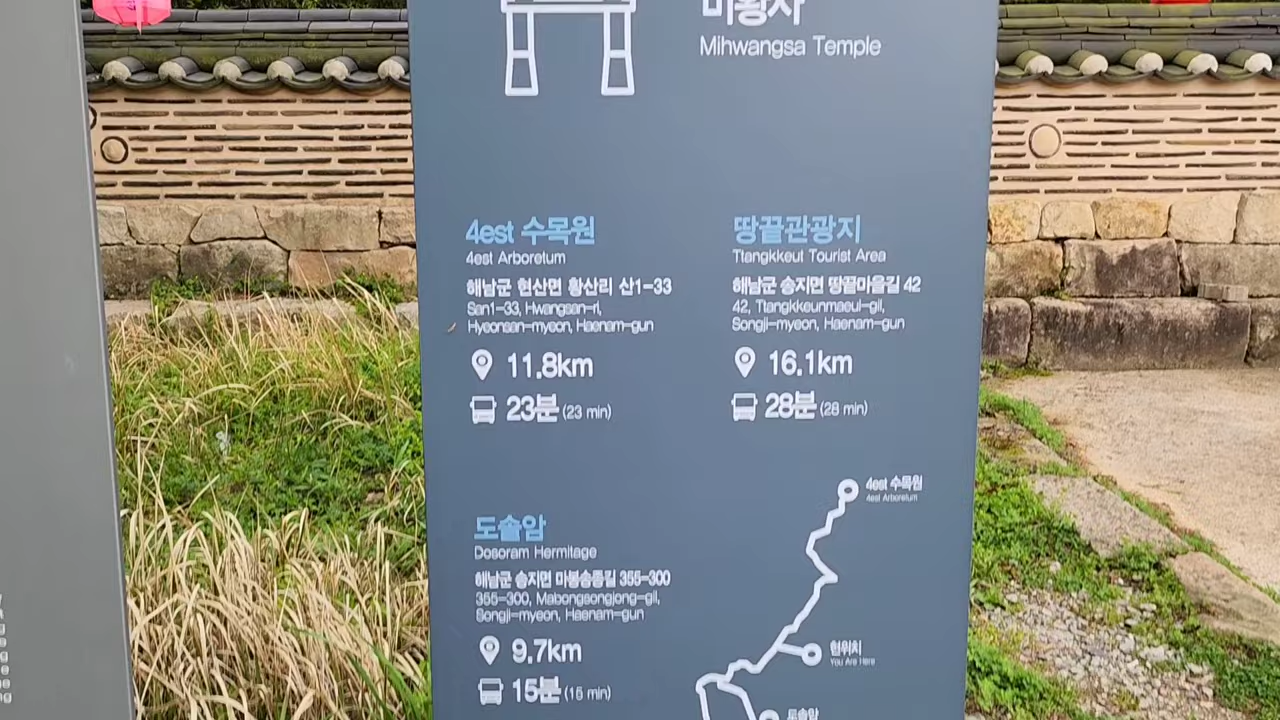 미황사
Mihwangsa Temple
4est 수목원
4est Arboretum
해남군 현산면 황산리 산1-33
San1-33, Hwangsan-ri,
Hyeonsan-myeon, Haenam-gun
11.8km
23분 (23 min)
땅끝관광지
Ttangkkeut Tourist Area
해남군 송지면 땅끝마을길 42
42, Ttangkkeunmaeul-gil,
Songji-myeon, Haenam-gun
16.1km
28분 (28 min)
도솔암
Dosoram Hermitage
해남군 송지면 마봉송종길 355-300
355-300, Mabongsongjong-gil,
Songji-myeon, Haenam-gun
9.7km
15분 (15 min)
4est 수목원
4est Arboretum
현위치
You Are Here
도솔암